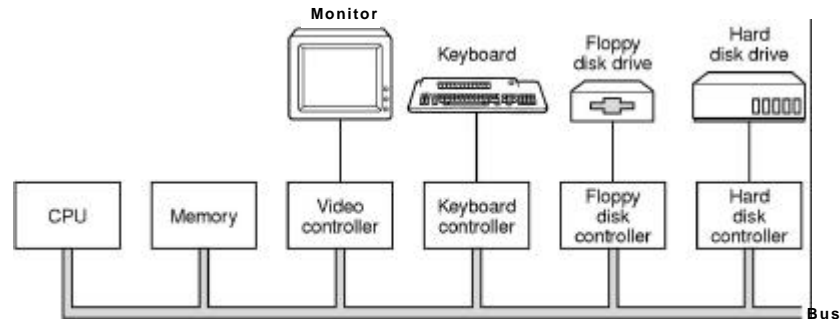 Monitor
Keyboard
Floppy
disk drive
Hard
disk drive
CPU
Memory
Video
controller
Keyboard
controller
Floppy
disk
controller
Hard
disk
controller
Bus